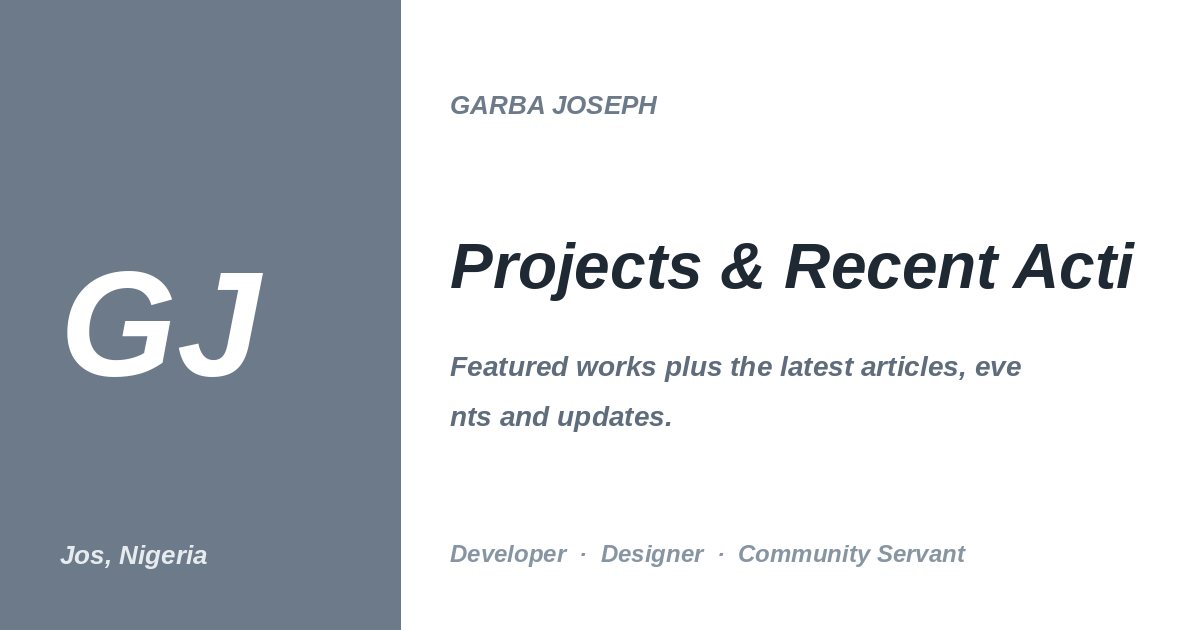 GARBA JOSEPH
Projects & Recent Acti
GJ
Featured works plus the latest articles, eve
nts and updates.
Jos, Nigeria
Developer · Designer · Community Servant